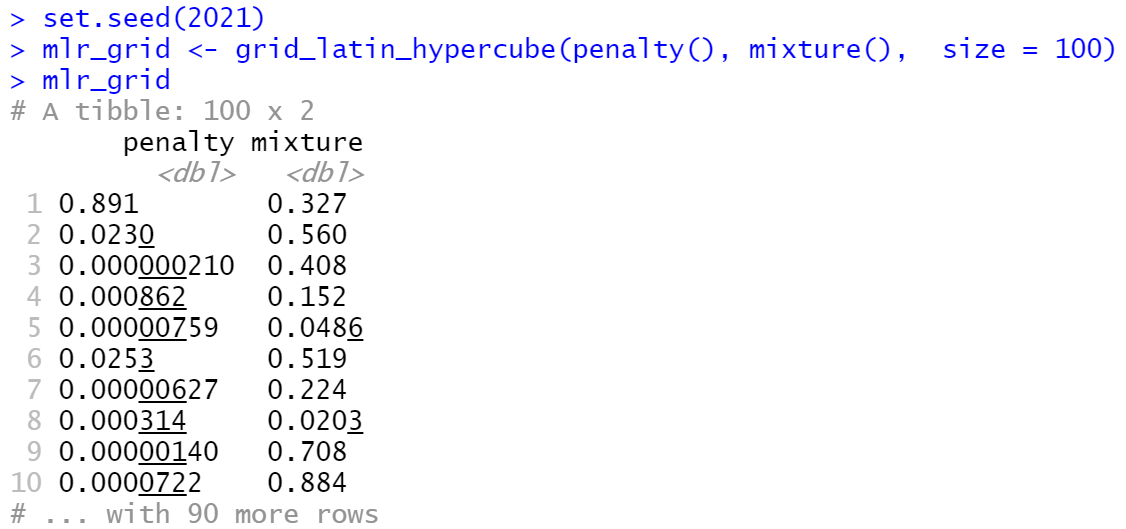 > set.seed(2021)
> mlr_grid <- grid_latin_hypercube(penalty(), mixture(),  size = 100)
> mlr_grid
# A tibble: 100 x 2
       penalty mixture
         <dbl>   <dbl>
 1 0.891        0.327
 2 0.0230       0.560
 3 0.000000210  0.408
 4 0.000862     0.152
 5 0.00000759   0.0486
 6 0.0253       0.519
 7 0.00000627   0.224
 8 0.000314     0.0203
 9 0.00000140   0.708
10 0.0000722    0.884
# ... with 90 more rows